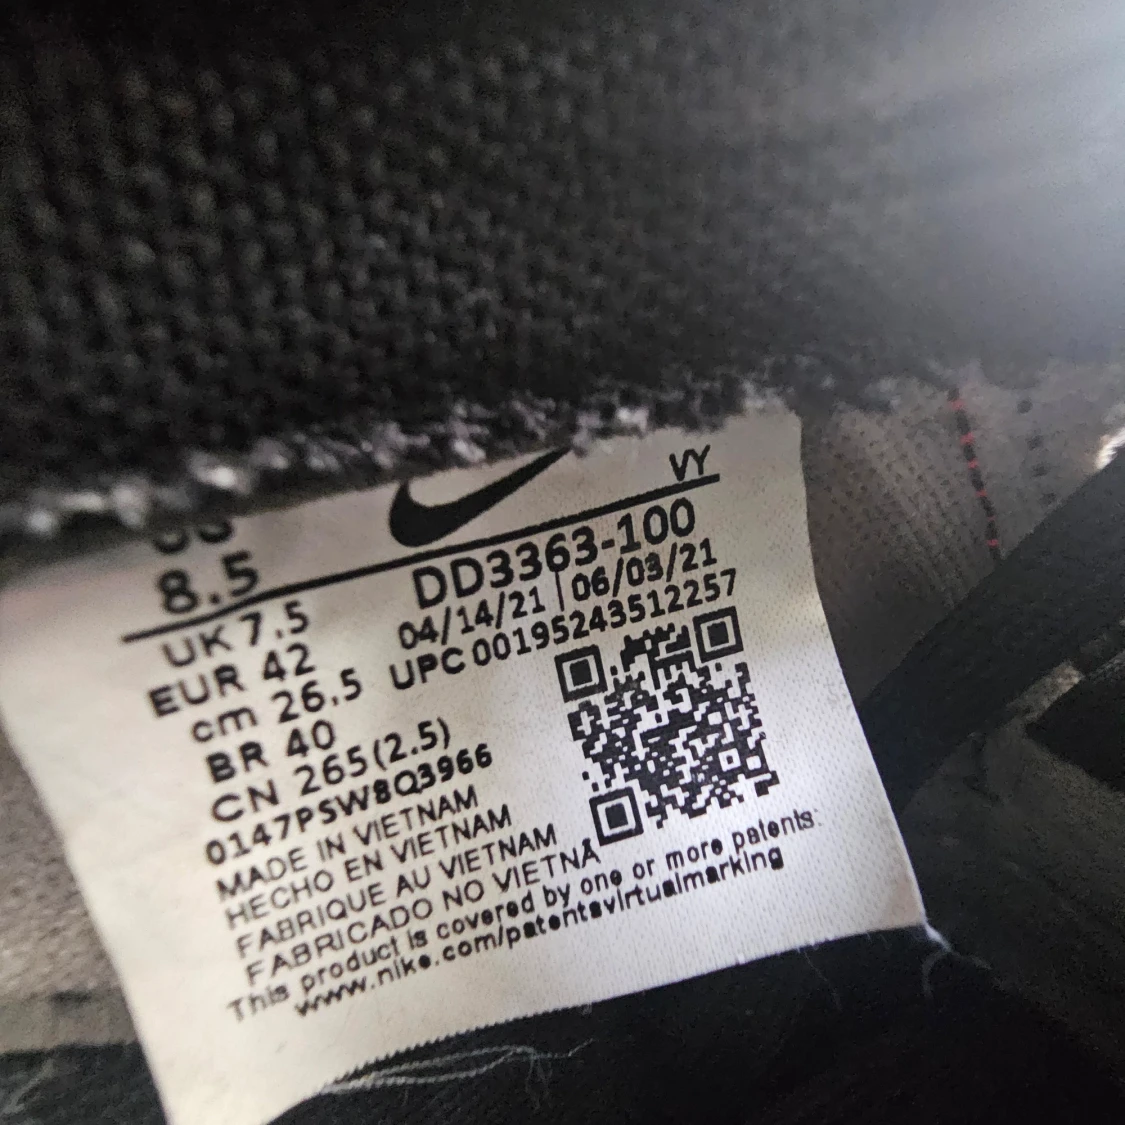 VY
US
8.5
DD3363-100
UK 7.5
04/14/21 | 06/03/21
EUR 42
UPC 00195243512257
cm 26.5
BR 40
CN 265(2.5)
0147PSW8Q3966
MADE IN VIETNAM
HECHO EN VIETNAM
FABRIQUE AU VIETNAM
FABRICADO NO VIETNÃ
This product is covered by one or more patents:
www.nike.com/patentsvirtualmarking